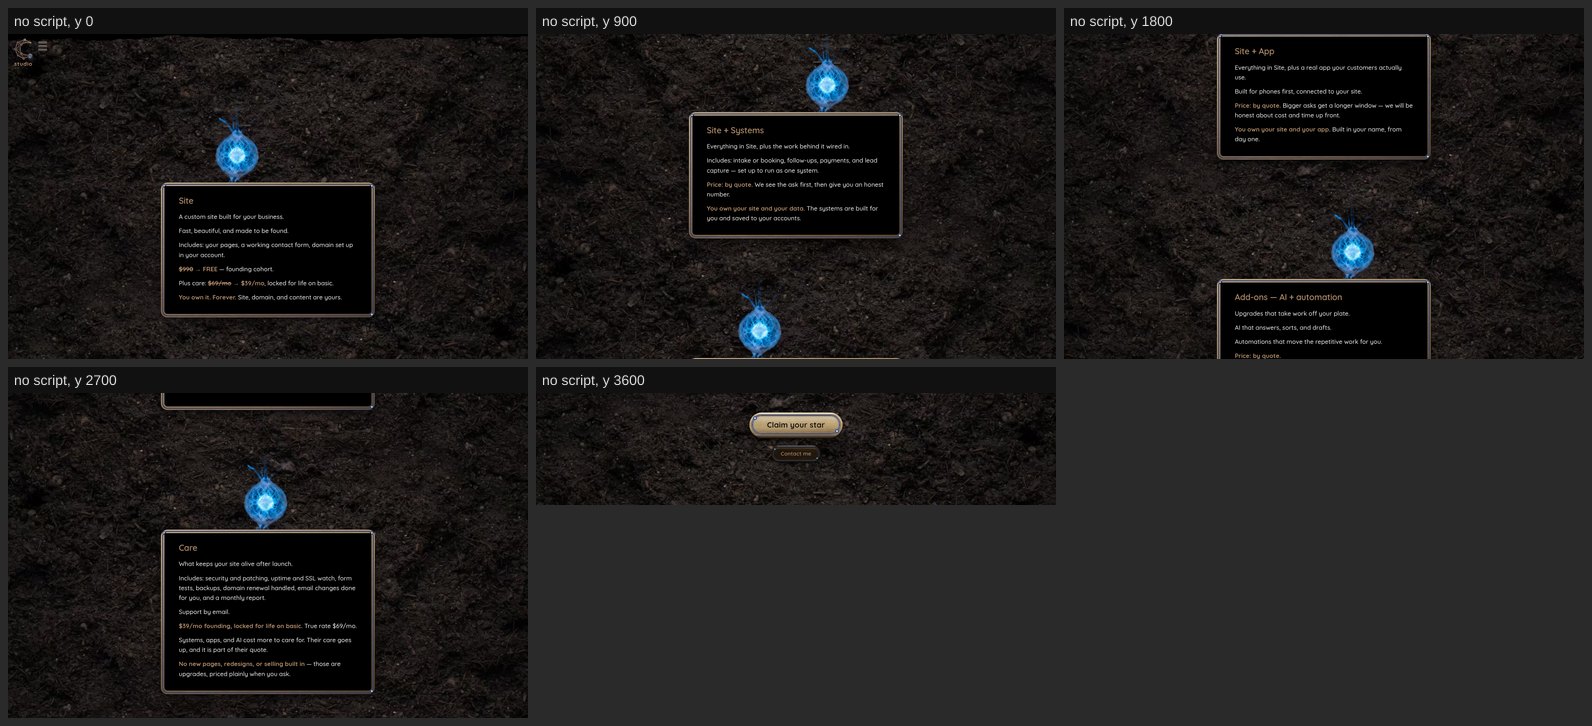 no script, y 0
studio
Site
A custom site built for your business.
Fast, beautiful, and made to be found.
Includes: your pages, a working contact form, domain set up
in your account.
$990 → FREE — founding cohort.
Plus care: $69/mo → $39/mo, locked for life on basic.
You own it. Forever. Site, domain, and content are yours.
no script, y 900
Site + Systems
Everything in Site, plus the work behind it wired in.
Includes: intake or booking, follow-ups, payments, and lead
capture — set up to run as one system.
Price: by quote. We see the ask first, then give you an honest
number.
You own your site and your data. The systems are built for
you and saved to your accounts.
no script, y 1800
Site + App
Everything in Site, plus a real app your customers actually
use.
Built for phones first, connected to your site.
Price: by quote. Bigger asks get a longer window — we will be
honest about cost and time up front.
You own your site and your app. Built in your name, from
day one.
Add-ons — AI + automation
Upgrades that take work off your plate.
AI that answers, sorts, and drafts.
Automations that move the repetitive work for you.
Price: by quote.
no script, y 2700
Care
What keeps your site alive after launch.
Includes: security and patching, uptime and SSL watch, form
tests, backups, domain renewal handled, email changes done
for you, and a monthly report.
Support by email.
$39/mo founding, locked for life on basic. True rate $69/mo.
Systems, apps, and AI cost more to care for. Their care goes
up, and it is part of their quote.
No new pages, redesigns, or selling built in — those are
upgrades, priced plainly when you ask.
no script, y 3600
Claim your star
Contact me